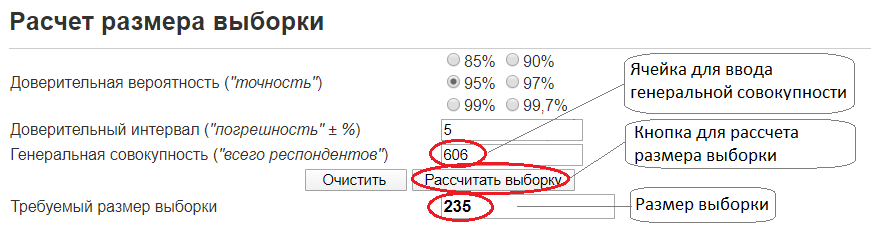 Расчет размера выборки
85% 90%
Доверительная вероятность ("точность") 95% 97%
99% 99,7%
Ячейка для ввода
генеральной совокупности
Доверительный интервал ("погрешность" ± %) 5
Генеральная совокупность ("всего респондентов") 606
Кнопка для рассчета
размера выборки
Очистить Рассчитать выборку
Требуемый размер выборки 235
Размер выборки